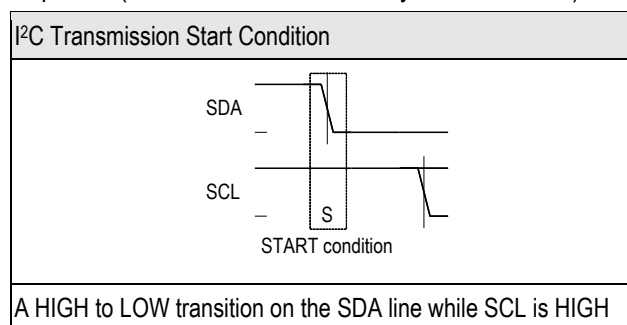 I²C Transmission Start Condition
SDA
SCL
S
START condition
A HIGH to LOW transition on the SDA line while SCL is HIGH